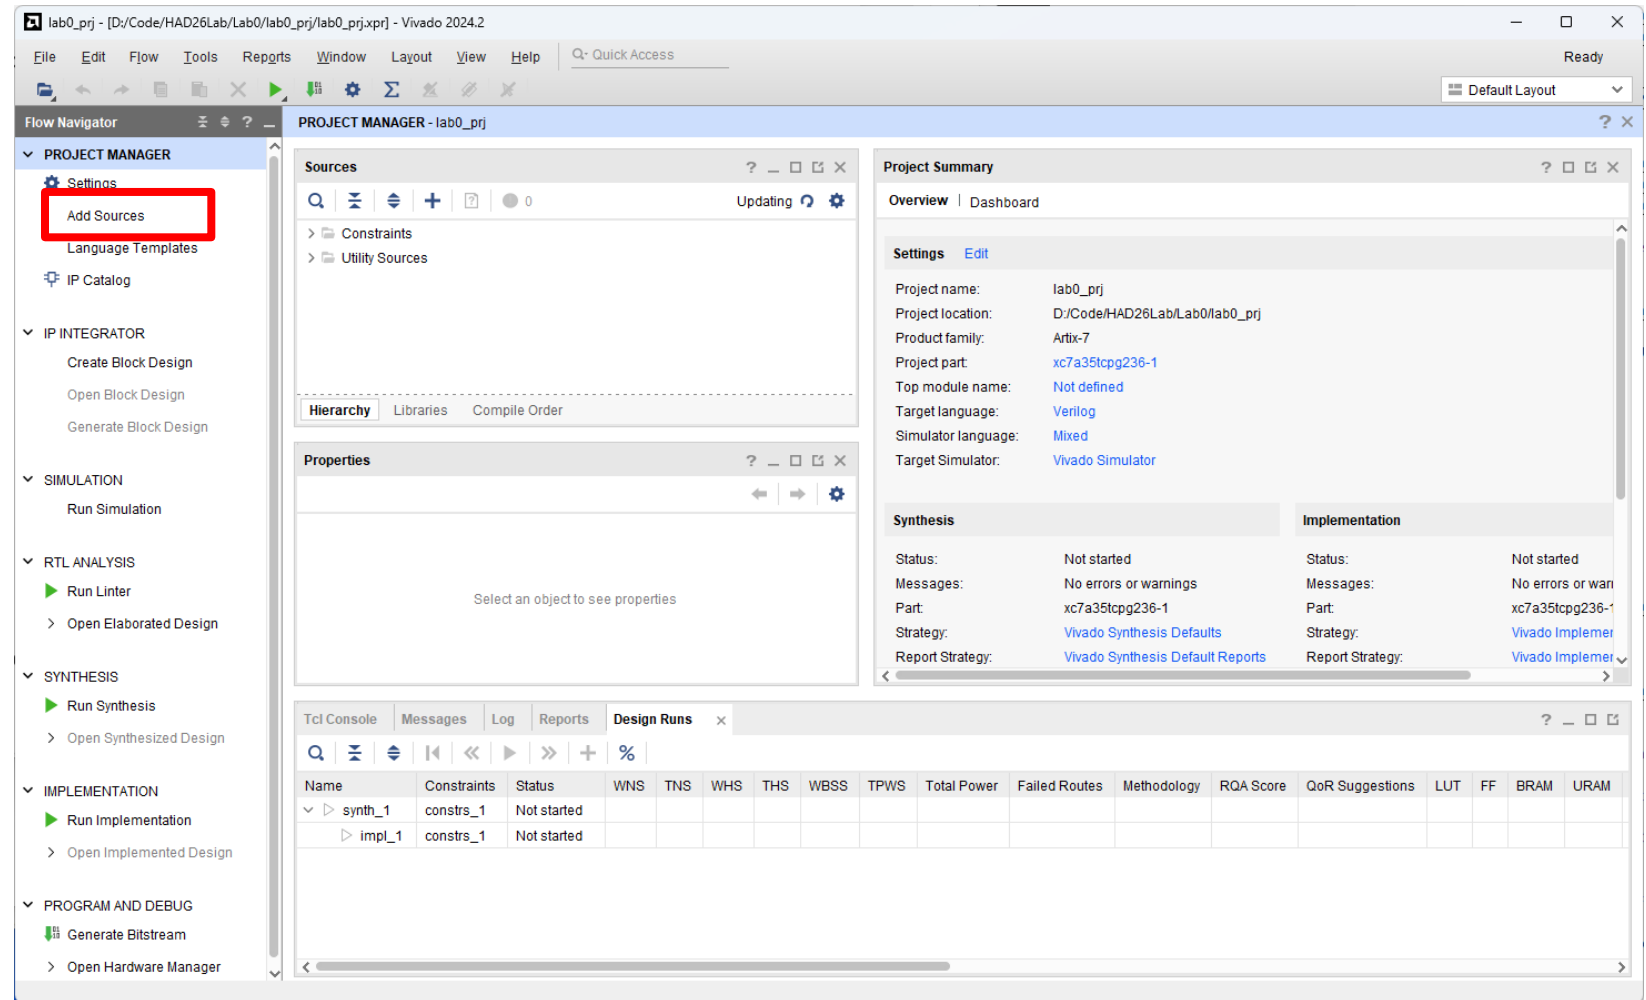 lab0_prj - [D:/Code/HAD26Lab/Lab0/lab0_prj/lab0_prj.xpr] - Vivado 2024.2
File Edit Flow Tools Reports Window Layout View Help Quick Access Ready
Default Layout
Flow Navigator
PROJECT MANAGER
Settings
Add Sources
Language Templates
IP Catalog
IP INTEGRATOR
Create Block Design
Open Block Design
Generate Block Design
SIMULATION
Run Simulation
RTL ANALYSIS
Run Linter
Open Elaborated Design
SYNTHESIS
Run Synthesis
Open Synthesized Design
IMPLEMENTATION
Run Implementation
Open Implemented Design
PROGRAM AND DEBUG
Generate Bitstream
Open Hardware Manager
PROJECT MANAGER - lab0_prj
Sources
0 Updating
Constraints
Utility Sources
Hierarchy Libraries Compile Order
Properties
Select an object to see properties
Project Summary
Overview | Dashboard
Settings Edit
Project name: lab0_prj
Project location: D:/Code/HAD26Lab/Lab0/lab0_prj
Product family: Artix-7
Project part: xc7a35tcpg236-1
Top module name: Not defined
Target language: Verilog
Simulator language: Mixed
Target Simulator: Vivado Simulator
Synthesis
Status: Not started
Messages: No errors or warnings
Part: xc7a35tcpg236-1
Strategy: Vivado Synthesis Defaults
Report Strategy: Vivado Synthesis Default Reports
Implementation
Status: Not started
Messages: No errors or warn
Part: xc7a35tcpg236-1
Strategy: Vivado Implemen
Report Strategy: Vivado Implemen
Tcl Console Messages Log Reports Design Runs
Name Constraints Status WNS TNS WHS THS WBSS TPWS Total Power Failed Routes Methodology RQA Score QoR Suggestions LUT FF BRAM URAM
synth_1 constrs_1 Not started
impl_1 constrs_1 Not started